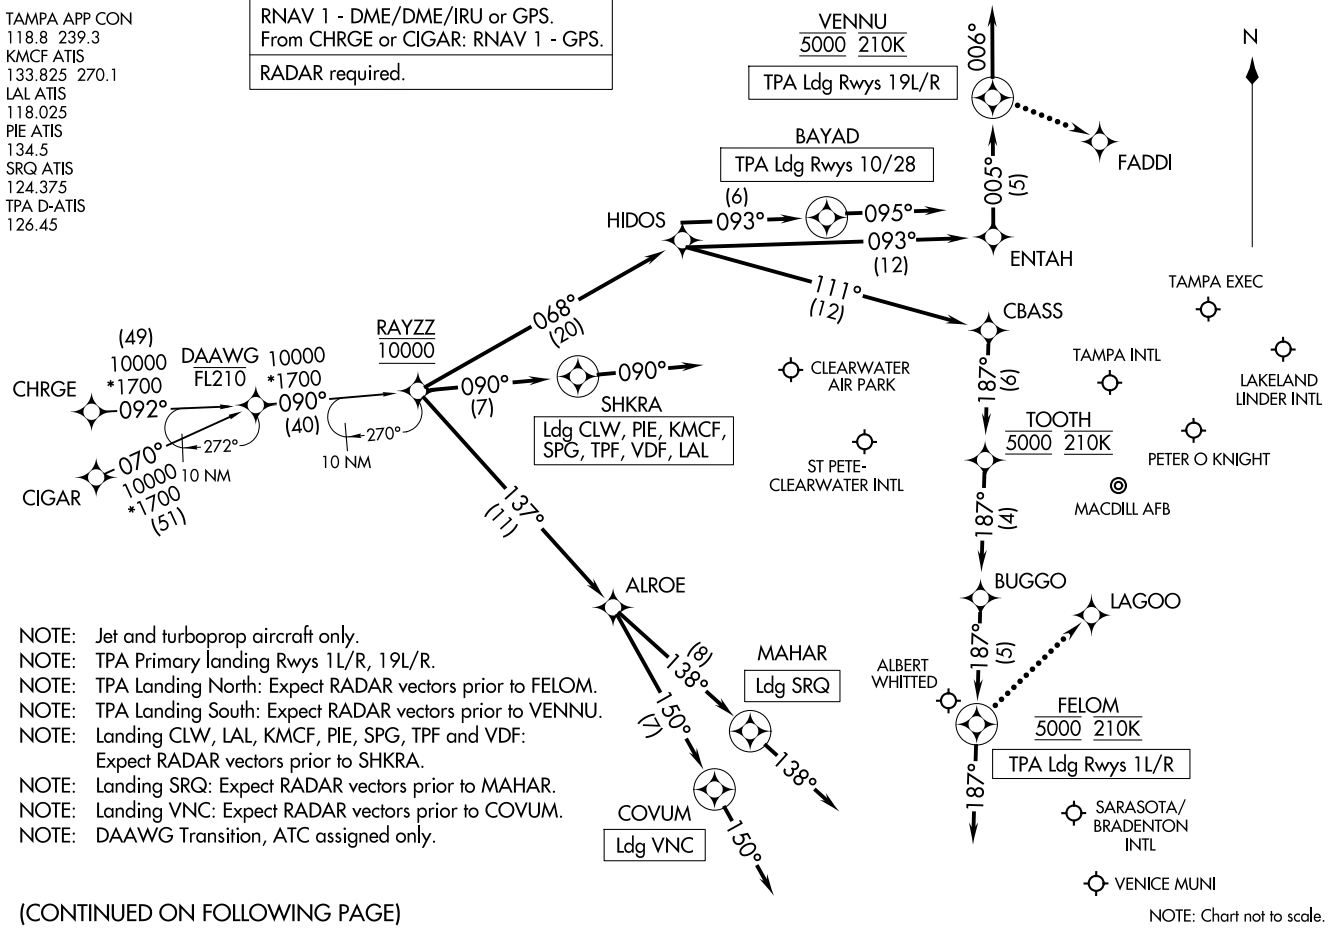 TAMPA APP CON
118.8 239.3
KMCF ATIS
133.825 270.1
LAL ATIS
118.025
PIE ATIS
134.5
SRQ ATIS
124.375
TPA D-ATIS
126.45
RNAV 1 - DME/DME/IRU or GPS.
From CHRGE or CIGAR: RNAV 1 - GPS.
RADAR required.
VENNU
5000 210K
TPA Ldg Rwys 19L/R
006°
N
FADDI
BAYAD
TPA Ldg Rwys 10/28
005°
(5)
HIDOS
(6)
093°
095°
093°
(12)
ENTAH
111°
(12)
CBASS
068°
(20)
RAYZZ
10000
(49)
10000
*1700
CHRGE
092°
DAAWG
FL210
10000
*1700
090°
(40)
272°
10 NM
270°
10 NM
CIGAR
070°
10000
*1700
(51)
090°
(7)
090°
SHKRA
Ldg CLW, PIE, KMCF,
SPG, TPF, VDF, LAL
137°
(11)
ALROE
CLEARWATER
AIR PARK
ST PETE-
CLEARWATER INTL
187°
(6)
TOOTH
5000 210K
187°
(4)
BUGGO
187°
(5)
LAGOO
TAMPA EXEC
TAMPA INTL
LAKELAND
LINDER INTL
PETER O KNIGHT
MACDILL AFB
ALBERT
WHITTED
FELOM
5000 210K
TPA Ldg Rwys 1L/R
187°
(8)
138°
MAHAR
Ldg SRQ
138°
150°
(7)
COVUM
Ldg VNC
150°
SARASOTA/
BRADENTON
INTL
VENICE MUNI
NOTE: Jet and turboprop aircraft only.
NOTE: TPA Primary landing Rwys 1L/R, 19L/R.
NOTE: TPA Landing North: Expect RADAR vectors prior to FELOM.
NOTE: TPA Landing South: Expect RADAR vectors prior to VENNU.
NOTE: Landing CLW, LAL, KMCF, PIE, SPG, TPF and VDF:
Expect RADAR vectors prior to SHKRA.
NOTE: Landing SRQ: Expect RADAR vectors prior to MAHAR.
NOTE: Landing VNC: Expect RADAR vectors prior to COVUM.
NOTE: DAAWG Transition, ATC assigned only.
(CONTINUED ON FOLLOWING PAGE)
NOTE: Chart not to scale.